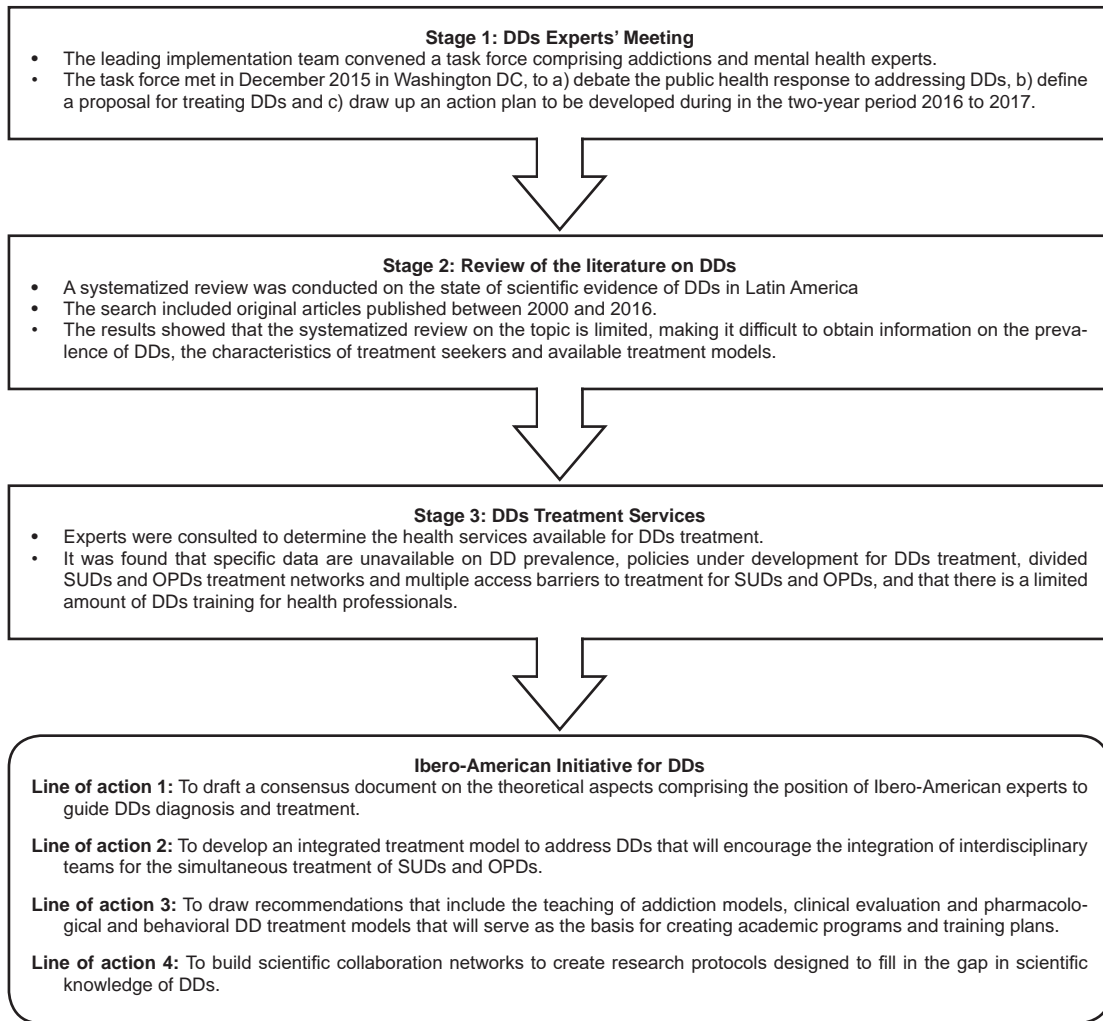 Stage 1: DDs Experts’ Meeting
• The leading implementation team convened a task force comprising addictions and mental health experts.
• The task force met in December 2015 in Washington DC, to a) debate the public health response to addressing DDs, b) define
a proposal for treating DDs and c) draw up an action plan to be developed during in the two-year period 2016 to 2017.
Stage 2: Review of the literature on DDs
• A systematized review was conducted on the state of scientific evidence of DDs in Latin America
• The search included original articles published between 2000 and 2016.
• The results showed that the systematized review on the topic is limited, making it difficult to obtain information on the preva-
lence of DDs, the characteristics of treatment seekers and available treatment models.
Stage 3: DDs Treatment Services
• Experts were consulted to determine the health services available for DDs treatment.
• It was found that specific data are unavailable on DD prevalence, policies under development for DDs treatment, divided
SUDs and OPDs treatment networks and multiple access barriers to treatment for SUDs and OPDs, and that there is a limited
amount of DDs training for health professionals.
Ibero-American Initiative for DDs
Line of action 1: To draft a consensus document on the theoretical aspects comprising the position of Ibero-American experts to
guide DDs diagnosis and treatment.
Line of action 2: To develop an integrated treatment model to address DDs that will encourage the integration of interdisciplinary
teams for the simultaneous treatment of SUDs and OPDs.
Line of action 3: To draw recommendations that include the teaching of addiction models, clinical evaluation and pharmacolo-
gical and behavioral DD treatment models that will serve as the basis for creating academic programs and training plans.
Line of action 4: To build scientific collaboration networks to create research protocols designed to fill in the gap in scientific
knowledge of DDs.